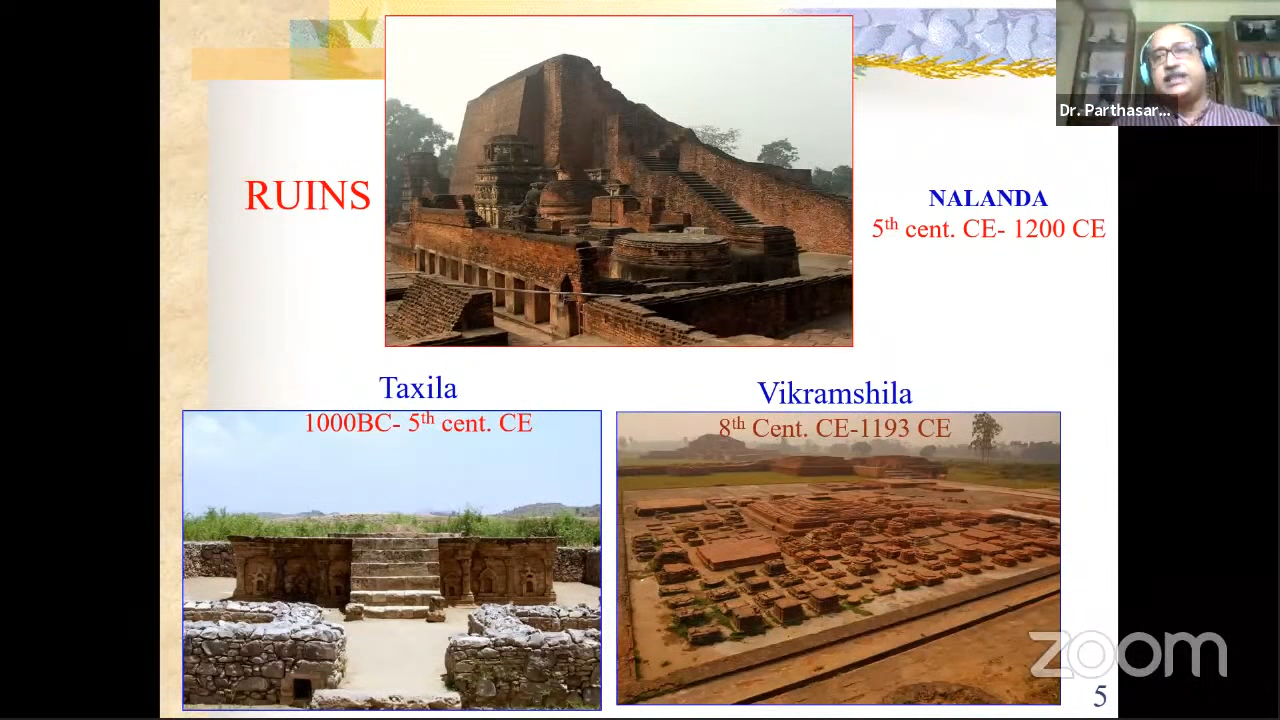 Dr. Parthasar...
RUINS
NALANDA
5th cent. CE- 1200 CE
Taxila
1000BC- 5th cent. CE
Vikramshila
8th Cent. CE-1193 CE
zoom
5